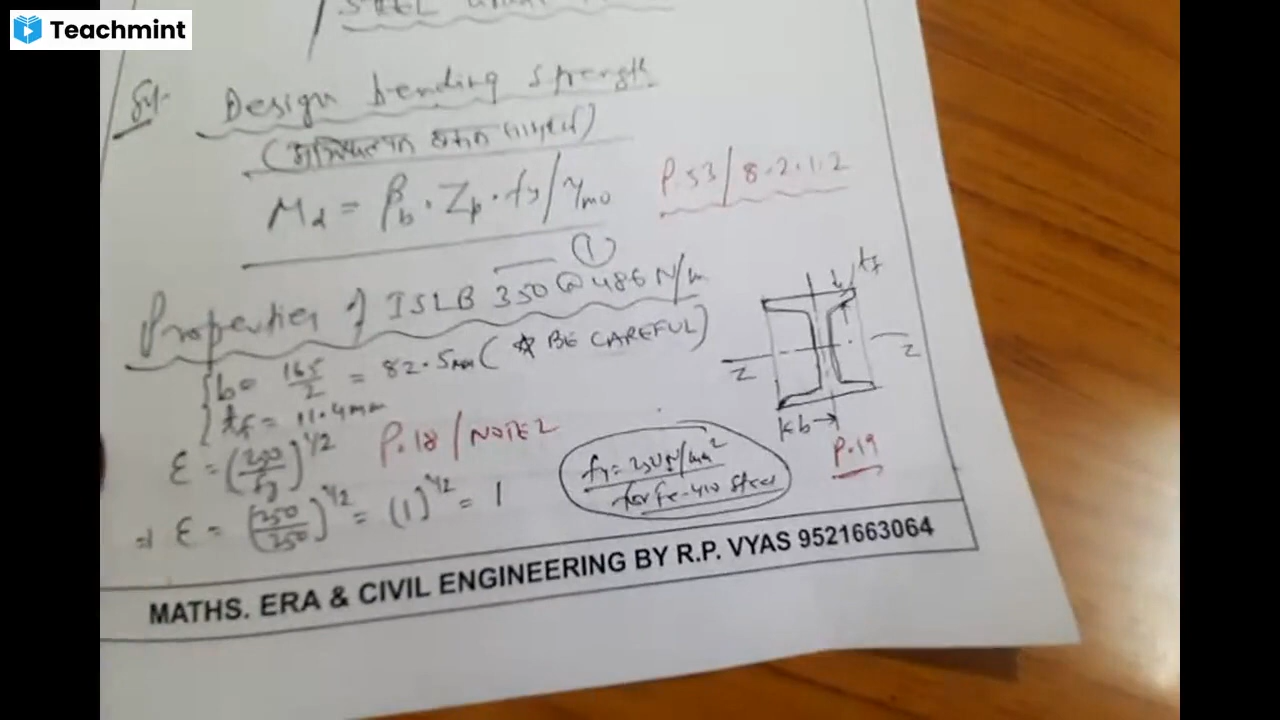 Teachmint
Sol-
Design bending strength
Md = βb · Zp · fy/γmo
P.53/8.2.1.2
①
Properties of ISLB 350 @ 486 N/m
b = 165/2 = 82.5mm (☆ BE CAREFUL)
tf = 11.4mm
ε = (250/fy)^1/2 P.18/NOTE 2
⇒ ε = (250/250)^1/2 = (1)^1/2 = 1
tf
Z Z
b
P.19
fy = 250 N/mm²
for Fe-410 Steel
MATHS. ERA & CIVIL ENGINEERING BY R.P. VYAS 9521663064